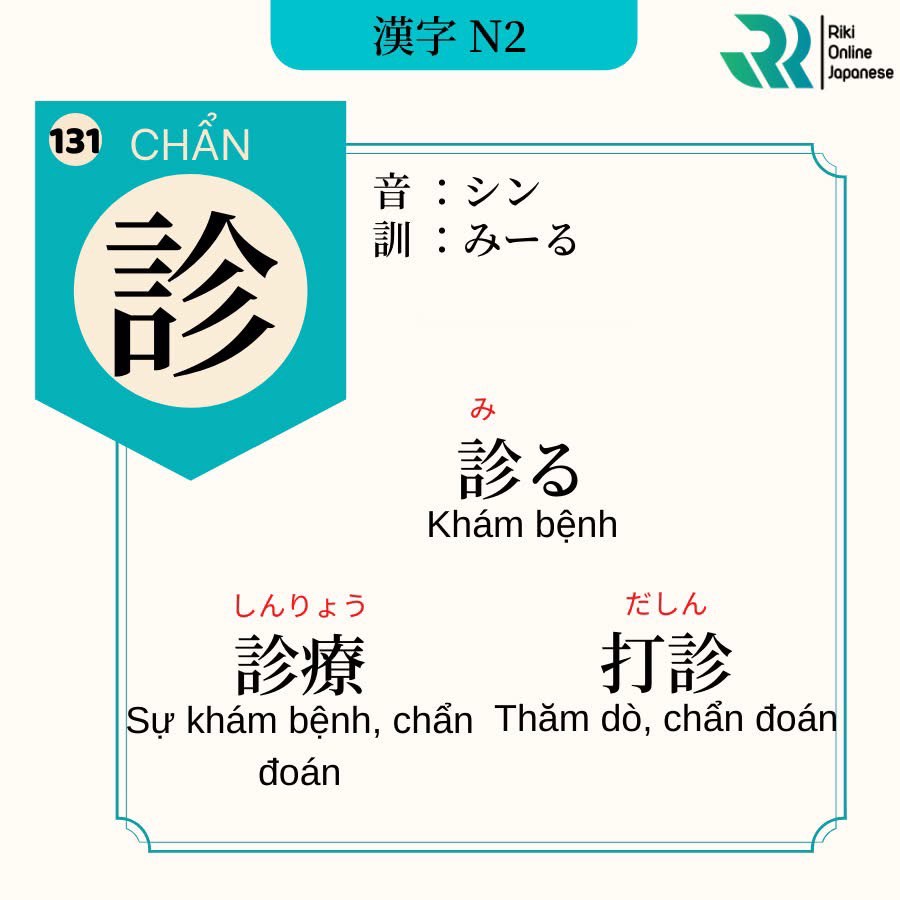 漢字 N2
Riki
Online
Japanese
131 CHẨN
診
音 ：シン
訓 ：みーる
み
診る
Khám bệnh
しんりょう
診療
Sự khám bệnh, chẩn
đoán
だしん
打診
Thăm dò, chẩn đoán